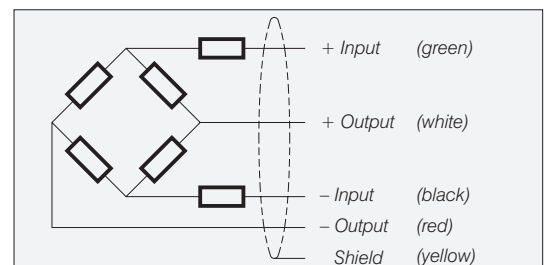 + Input (green)
+ Output (white)
– Input (black)
– Output (red)
Shield (yellow)